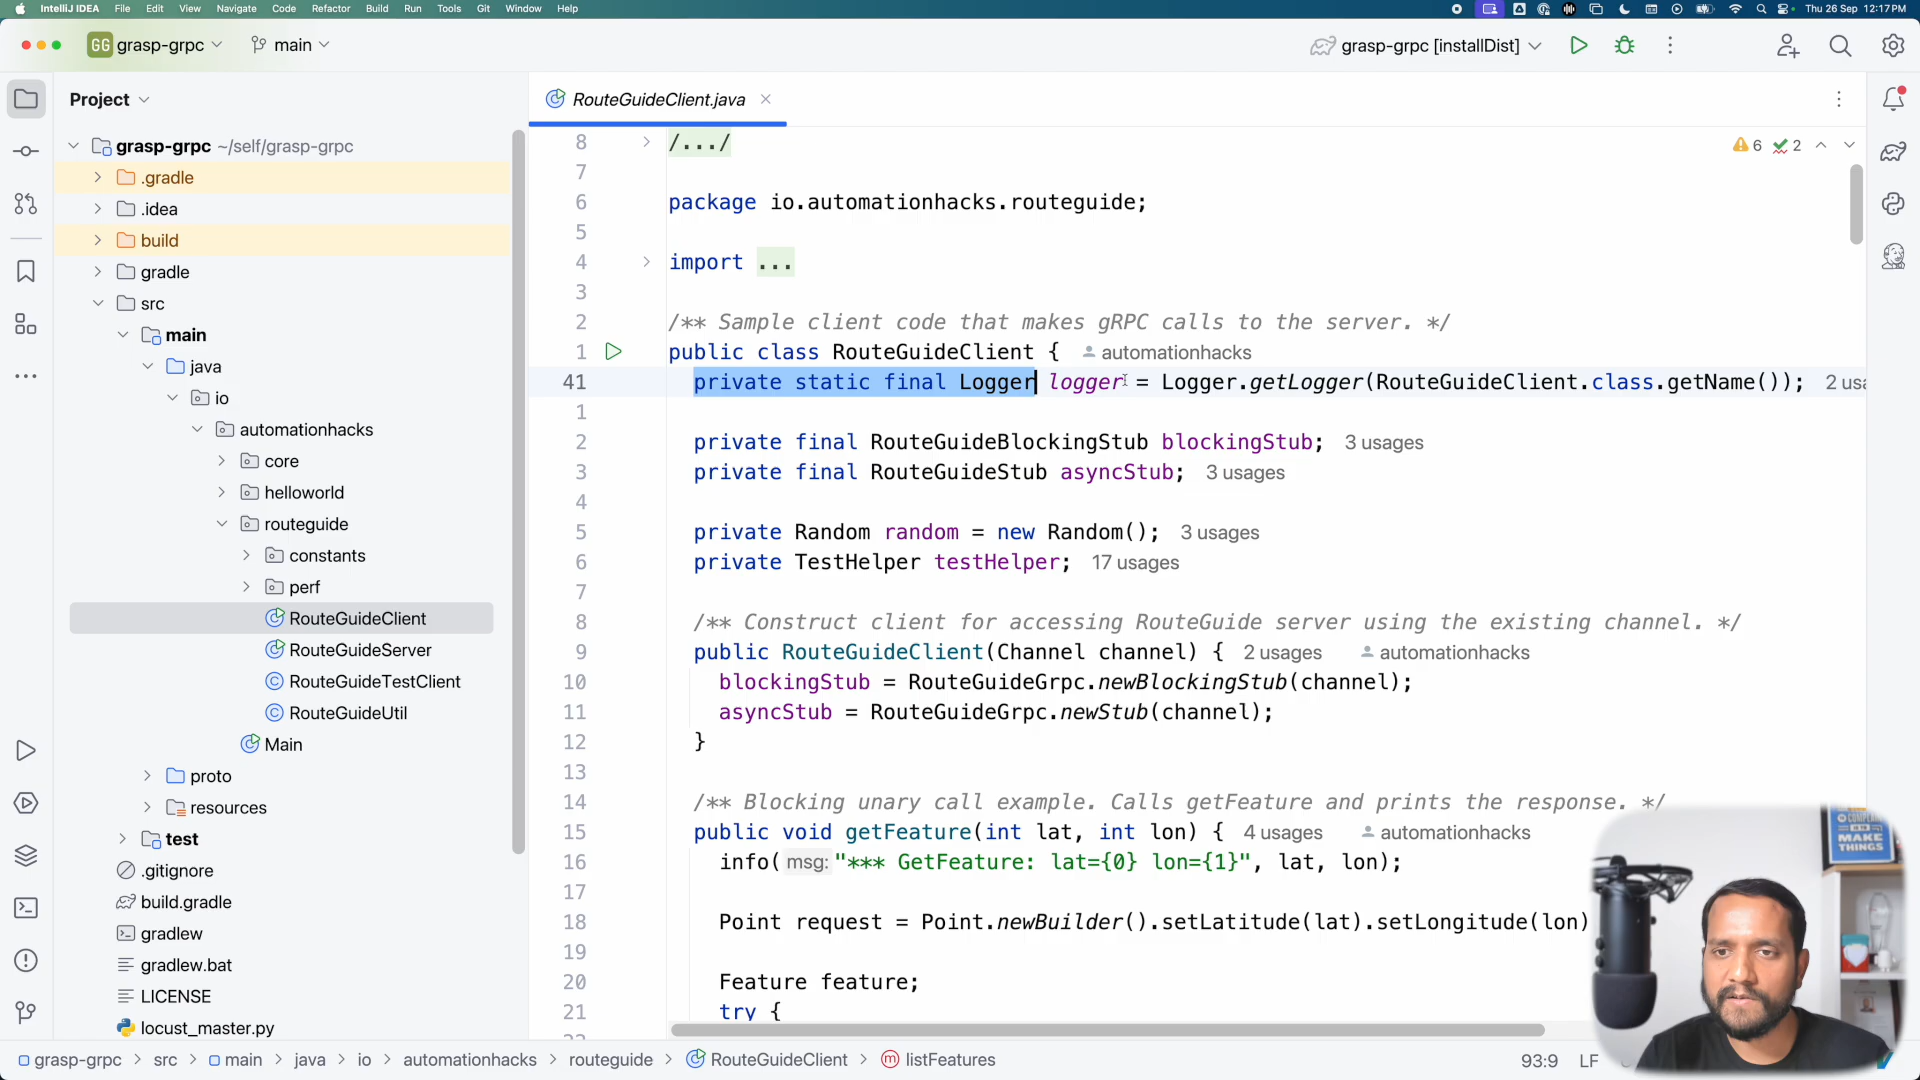 IntelliJ IDEA File Edit View Navigate Code Refactor Build Run Tools Git Window Help
Thu 26 Sep 12:17 PM
GG grasp-grpc main
grasp-grpc [installDist]
Project
RouteGuideClient.java
grasp-grpc ~/self/grasp-grpc
.gradle
.idea
build
gradle
src
main
java
io
automationhacks
core
helloworld
routeguide
constants
perf
RouteGuideClient
RouteGuideServer
RouteGuideTestClient
RouteGuideUtil
Main
proto
resources
test
.gitignore
build.gradle
gradlew
gradlew.bat
LICENSE
locust_master.py
6 2
8 /.../
7
6 package io.automationhacks.routeguide;
5
4 import ...
3
2 /** Sample client code that makes gRPC calls to the server. */
1 public class RouteGuideClient { automationhacks
41 private static final Logger logger = Logger.getLogger(RouteGuideClient.class.getName()); 2 usa
1
2 private final RouteGuideBlockingStub blockingStub; 3 usages
3 private final RouteGuideStub asyncStub; 3 usages
4
5 private Random random = new Random(); 3 usages
6 private TestHelper testHelper; 17 usages
7
8 /** Construct client for accessing RouteGuide server using the existing channel. */
9 public RouteGuideClient(Channel channel) { 2 usages automationhacks
10 blockingStub = RouteGuideGrpc.newBlockingStub(channel);
11 asyncStub = RouteGuideGrpc.newStub(channel);
12 }
13
14 /** Blocking unary call example. Calls getFeature and prints the response. */
15 public void getFeature(int lat, int lon) { 4 usages automationhacks
16 info( msg: "*** GetFeature: lat={0} lon={1}", lat, lon);
17
18 Point request = Point.newBuilder().setLatitude(lat).setLongitude(lon)
19
20 Feature feature;
21 try {
MAKE
THINGS
grasp-grpc > src > main > java > io > automationhacks > routeguide > RouteGuideClient > listFeatures
93:9 LF